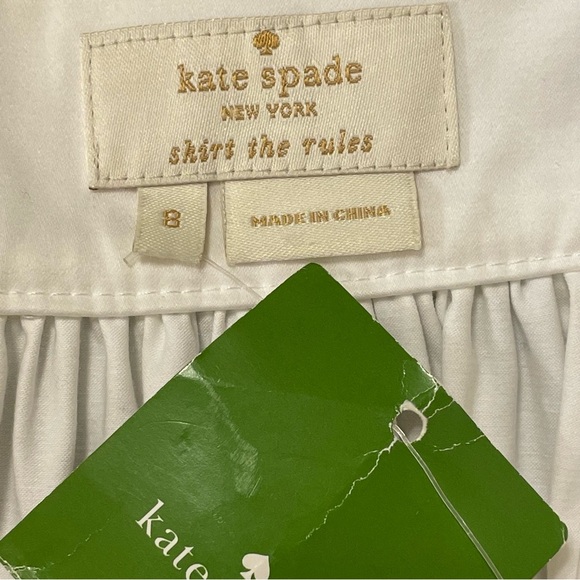 kate spade
NEW YORK
shirt the rules
8
MADE IN CHINA
kate